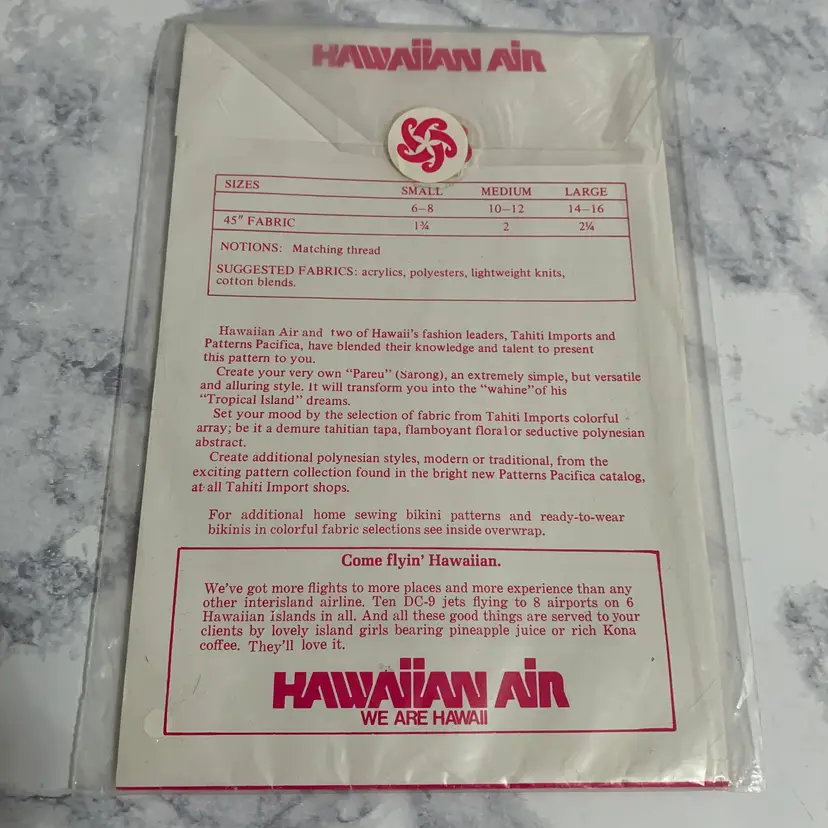 HAWAIIAN AIR
SIZES SMALL MEDIUM LARGE
6-8 10-12 14-16
45" FABRIC 1¾ 2 2¼
NOTIONS: Matching thread
SUGGESTED FABRICS: acrylics, polyesters, lightweight knits,
cotton blends.
Hawaiian Air and two of Hawaii's fashion leaders, Tahiti Imports and
Patterns Pacifica, have blended their knowledge and talent to present
this pattern to you.
Create your very own "Pareu" (Sarong), an extremely simple, but versatile
and alluring style. It will transform you into the "wahine" of his
"Tropical Island" dreams.
Set your mood by the selection of fabric from Tahiti Imports colorful
array; be it a demure tahitian tapa, flamboyant floral or seductive polynesian
abstract.
Create additional polynesian styles, modern or traditional, from the
exciting pattern collection found in the bright new Patterns Pacifica catalog,
at all Tahiti Import shops.
For additional home sewing bikini patterns and ready-to-wear
bikinis in colorful fabric selections see inside overwrap.
Come flyin' Hawaiian.
We've got more flights to more places and more experience than any
other interisland airline. Ten DC-9 jets flying to 8 airports on 6
Hawaiian Islands in all. And all these good things are served to your
clients by lovely island girls bearing pineapple juice or rich Kona
coffee. They'll love it.
HAWAIIAN AIR
WE ARE HAWAII